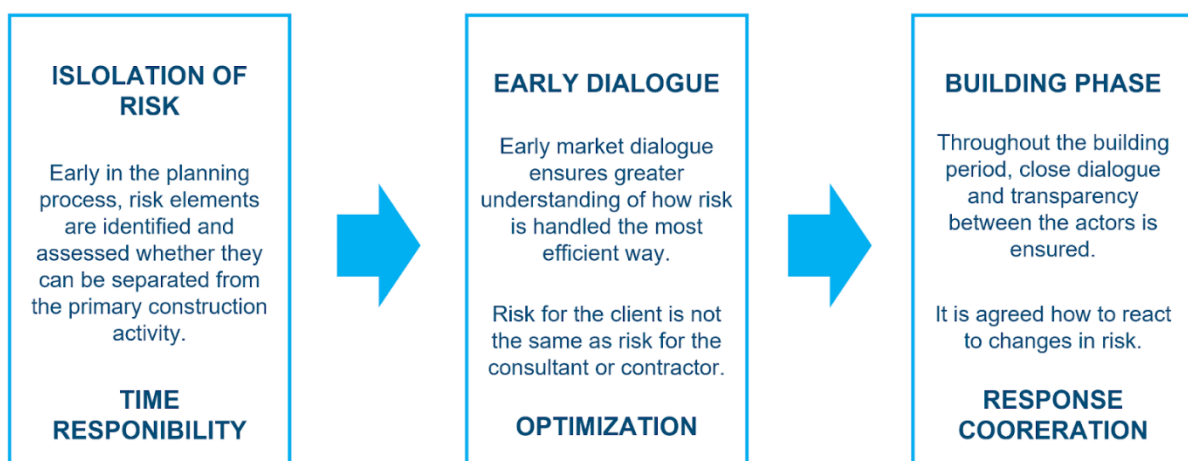 ISLOLATION OF
RISK
Early in the planning
process, risk elements
are identified and
assessed whether they
can be separated from
the primary construction
activity.
TIME
RESPONIBILITY
EARLY DIALOGUE
Early market dialogue
ensures greater
understanding of how risk
is handled the most
efficient way.
Risk for the client is not
the same as risk for the
consultant or contractor.
OPTIMIZATION
BUILDING PHASE
Throughout the building
period, close dialogue
and transparency
between the actors is
ensured.
It is agreed how to react
to changes in risk.
RESPONSE
COORERATION